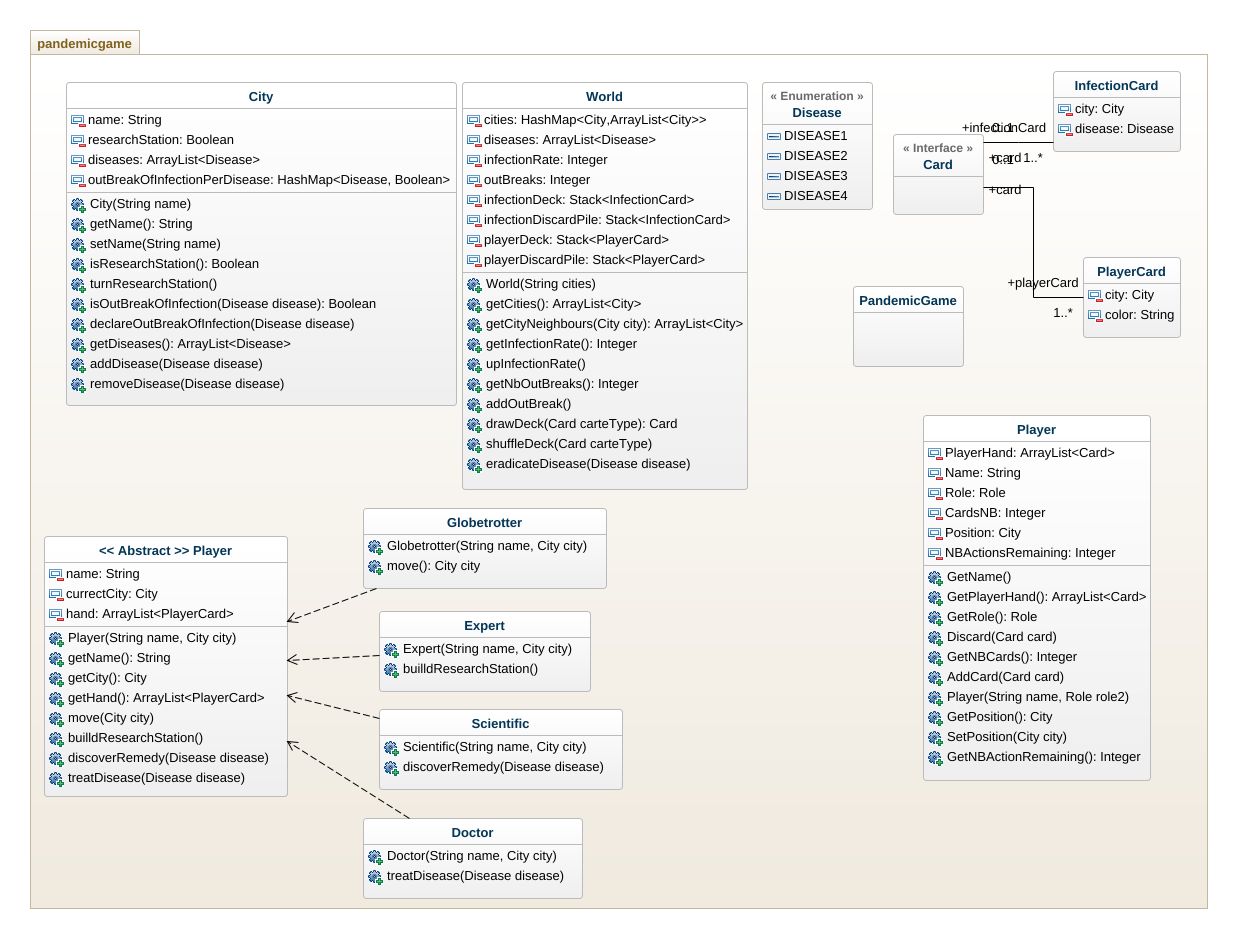 pandemicgame
City
name: String
researchStation: Boolean
diseases: ArrayList<Disease>
outBreakOfInfectionPerDisease: HashMap<Disease, Boolean>
City(String name)
getName(): String
setName(String name)
isResearchStation(): Boolean
turnResearchStation()
isOutBreakOfInfection(Disease disease): Boolean
declareOutBreakOfInfection(Disease disease)
getDiseases(): ArrayList<Disease>
addDisease(Disease disease)
removeDisease(Disease disease)
World
cities: HashMap<City,ArrayList<City>>
diseases: ArrayList<Disease>
infectionRate: Integer
outBreaks: Integer
infectionDeck: Stack<InfectionCard>
infectionDiscardPile: Stack<InfectionCard>
playerDeck: Stack<PlayerCard>
playerDiscardPile: Stack<PlayerCard>
World(String cities)
getCities(): ArrayList<City>
getCityNeighbours(City city): ArrayList<City>
getInfectionRate(): Integer
upInfectionRate()
getNbOutBreaks(): Integer
addOutBreak()
drawDeck(Card carteType): Card
shuffleDeck(Card carteType)
eradicateDisease(Disease disease)
« Enumeration »
Disease
DISEASE1
DISEASE2
DISEASE3
DISEASE4
« Interface »
Card
+infectionCard
0..1
+card
0..1
1..*
+card
InfectionCard
city: City
disease: Disease
+playerCard
1..*
PlayerCard
city: City
color: String
PandemicGame
Player
PlayerHand: ArrayList<Card>
Name: String
Role: Role
CardsNB: Integer
Position: City
NBActionsRemaining: Integer
GetName()
GetPlayerHand(): ArrayList<Card>
GetRole(): Role
Discard(Card card)
GetNBCards(): Integer
AddCard(Card card)
Player(String name, Role role2)
GetPosition(): City
SetPosition(City city)
GetNBActionRemaining(): Integer
<< Abstract >> Player
name: String
currectCity: City
hand: ArrayList<PlayerCard>
Player(String name, City city)
getName(): String
getCity(): City
getHand(): ArrayList<PlayerCard>
move(City city)
builldResearchStation()
discoverRemedy(Disease disease)
treatDisease(Disease disease)
Globetrotter
Globetrotter(String name, City city)
move(): City city
Expert
Expert(String name, City city)
builldResearchStation()
Scientific
Scientific(String name, City city)
discoverRemedy(Disease disease)
Doctor
Doctor(String name, City city)
treatDisease(Disease disease)